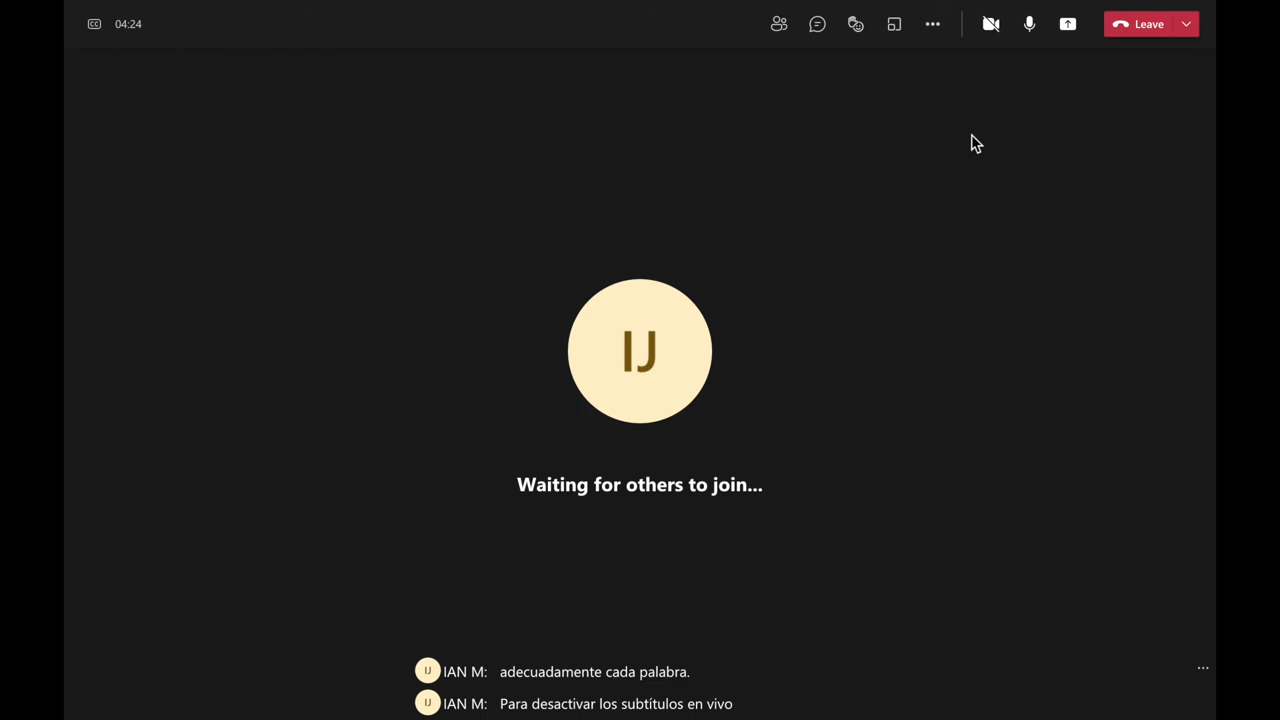 04:24
Leave
IJ
Waiting for others to join...
IJ IAN M: adecuadamente cada palabra.
IJ IAN M: Para desactivar los subtítulos en vivo